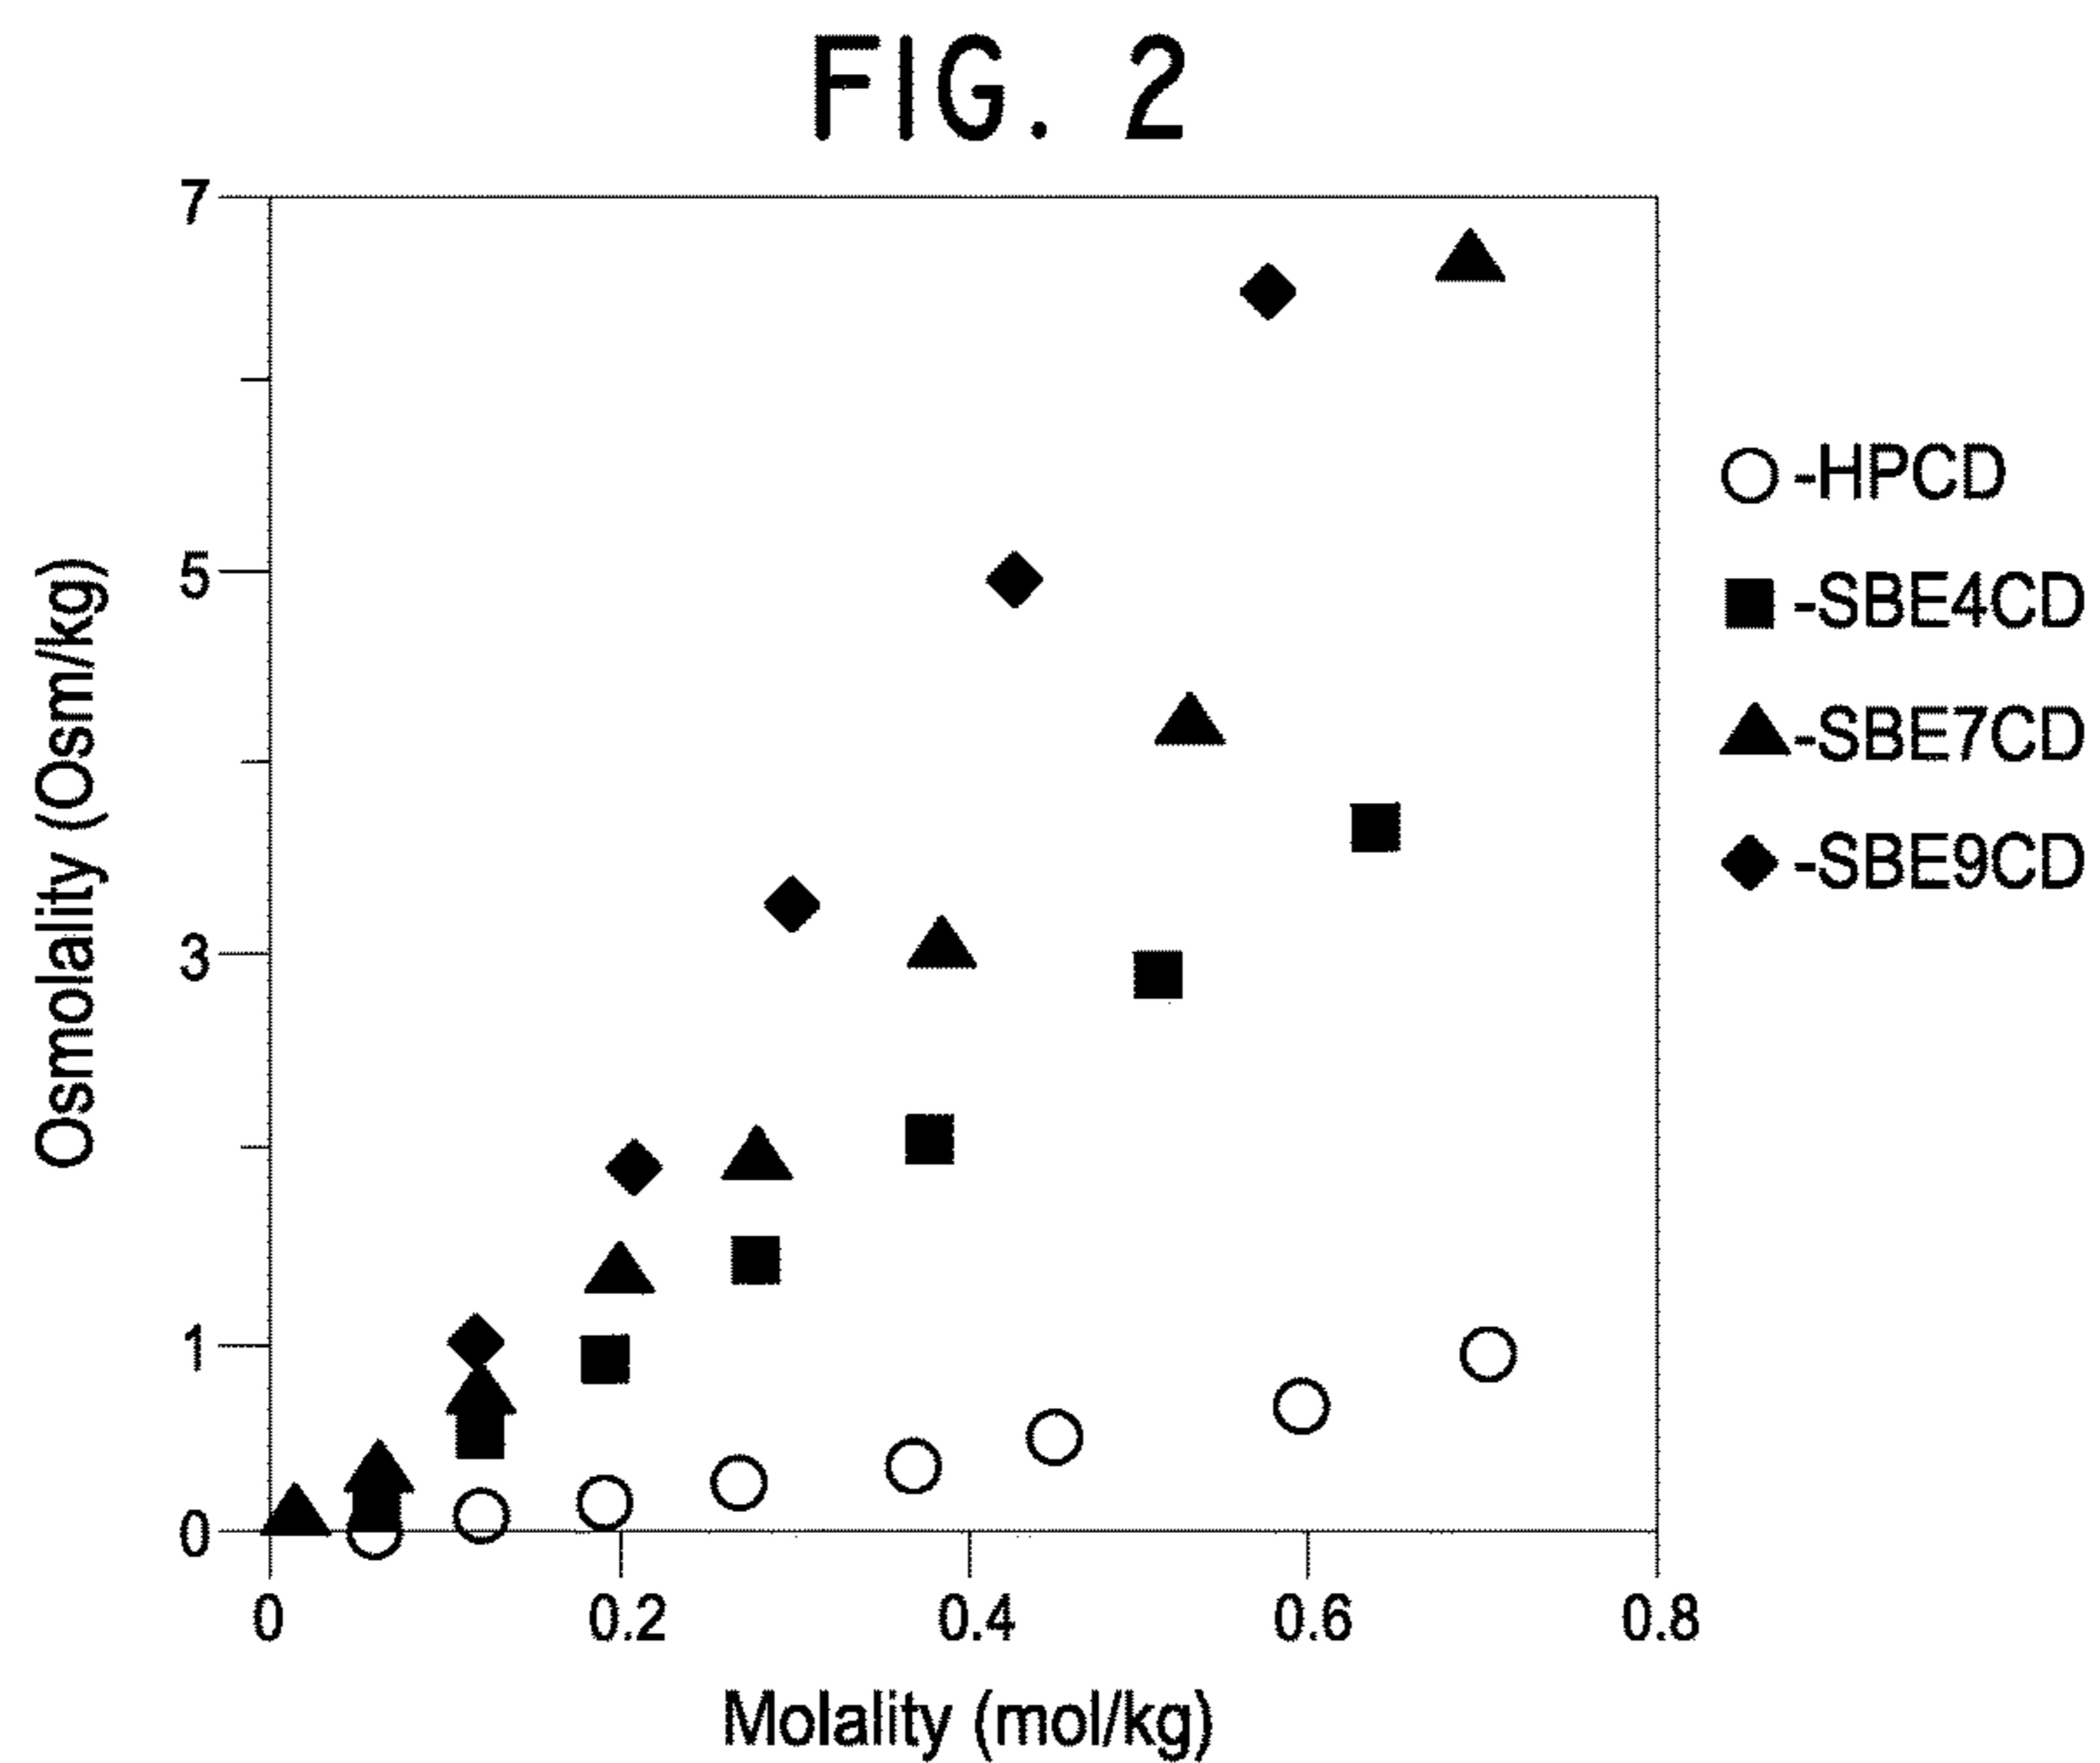 FIG. 2
Osmolality (Osm/kg)
7
5
3
1
0
0 0.2 0.4 0.6 0.8
Molality (mol/kg)
-HPCD
-SBE4CD
-SBE7CD
-SBE9CD